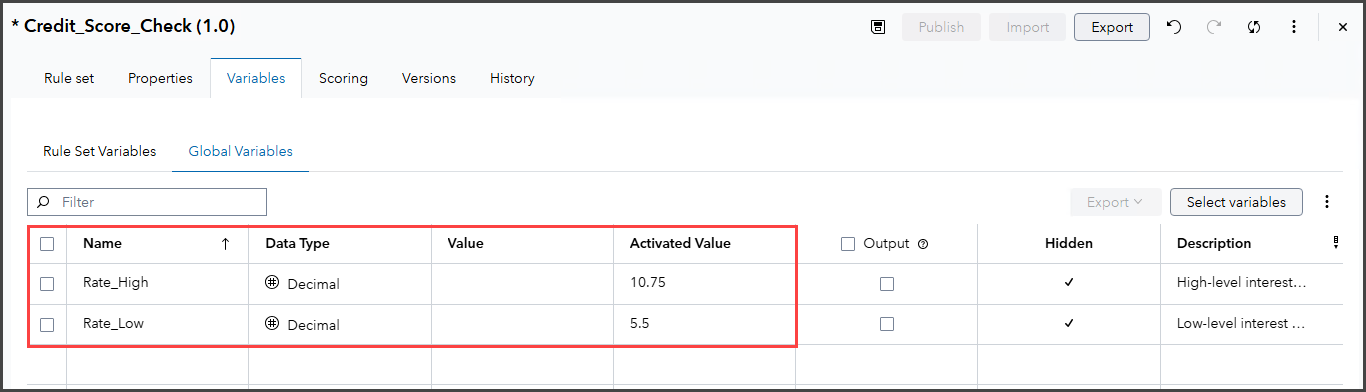 * Credit_Score_Check (1.0)
Publish Import Export
Rule set Properties Variables Scoring Versions History
Rule Set Variables Global Variables
Filter Export Select variables
Name Data Type Value Activated Value Output Hidden Description
Rate_High Decimal 10.75 High-level interest...
Rate_Low Decimal 5.5 Low-level interest ...